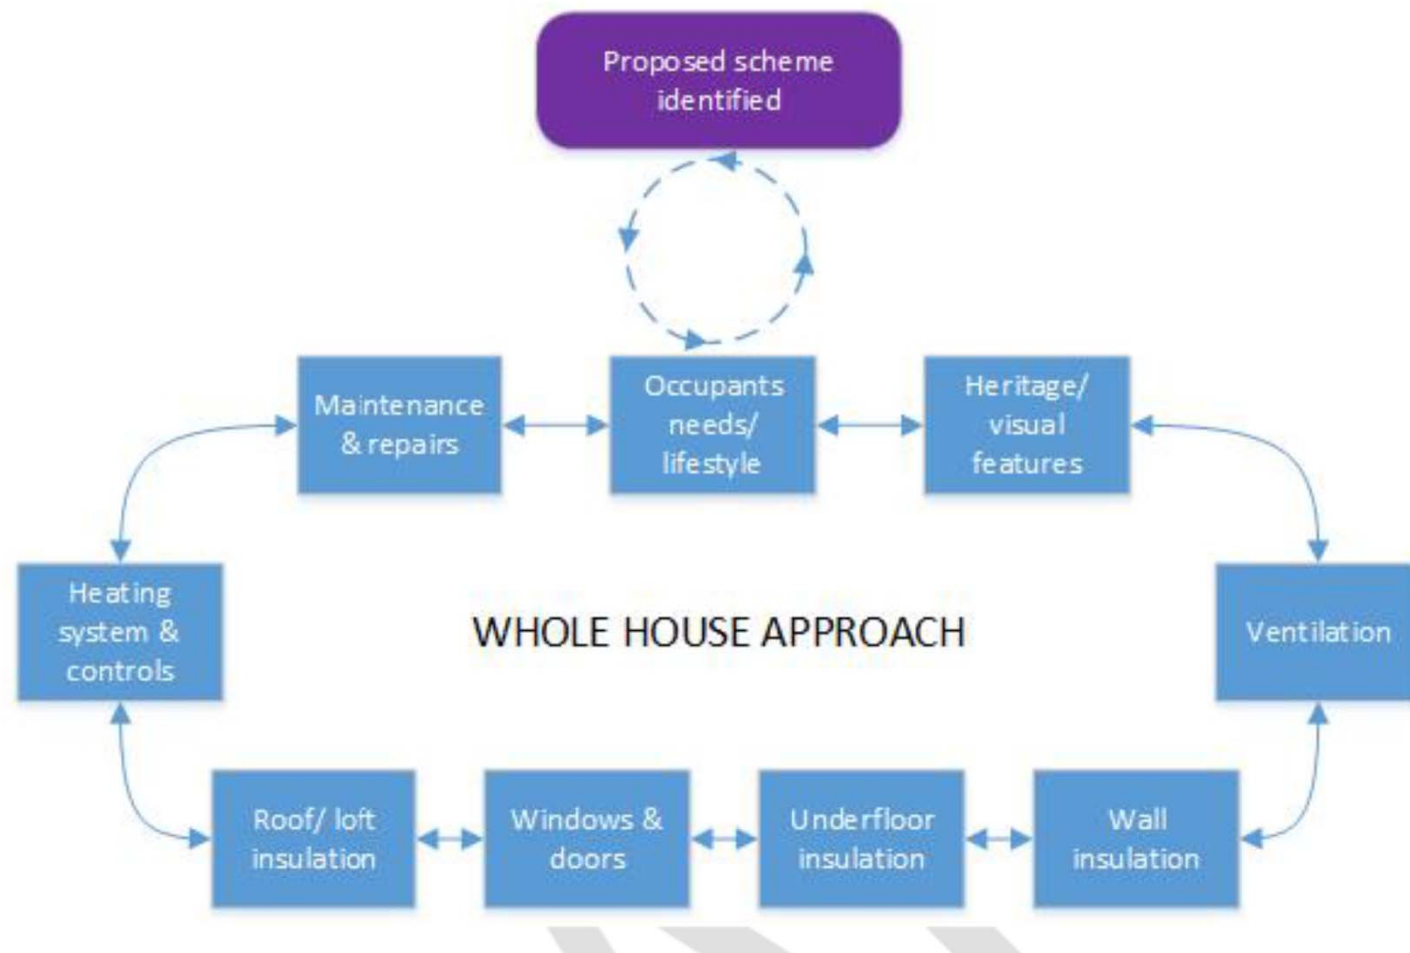 Proposed scheme
identified
Maintenance
& repairs
Occupants
needs/
lifestyle
Heritage/
visual
features
Heating
system &
controls
WHOLE HOUSE APPROACH
Ventilation
Roof/ loft
insulation
Windows &
doors
Underfloor
insulation
Wall
insulation